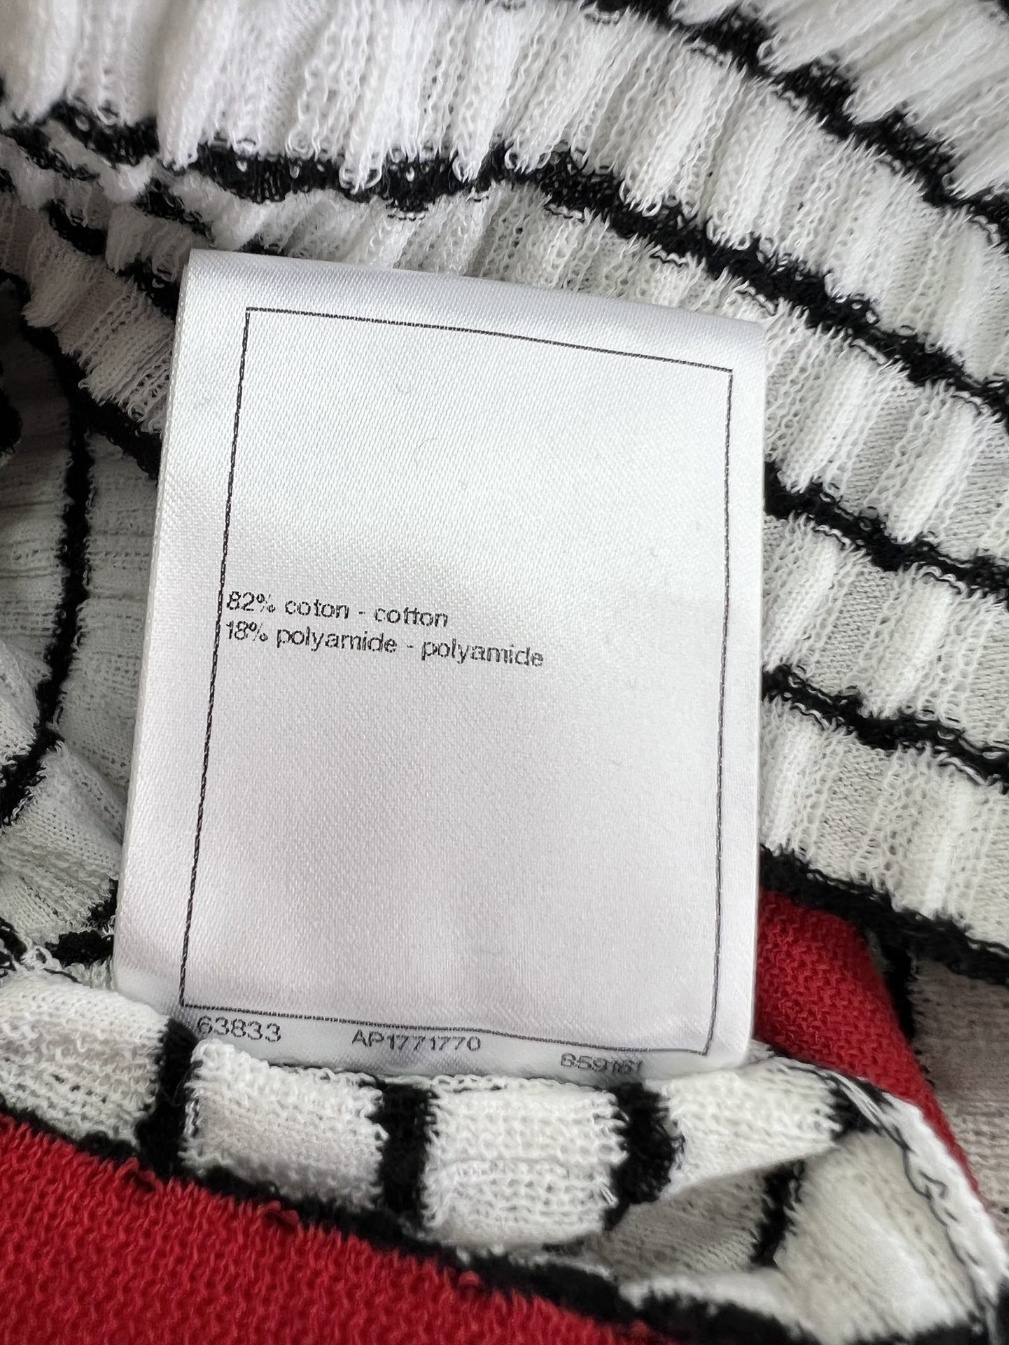 82% coton - cotton
18% polyamide - polyamide
63833 AP1771770 859161